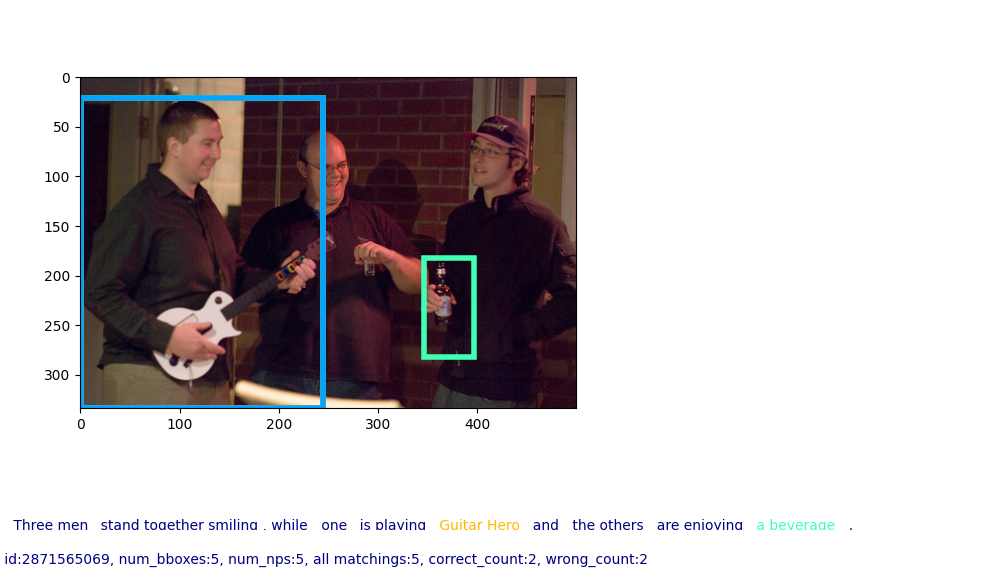 0
50
100
150
200
250
300
0 100 200 300 400
Three men stand together smiling , while one is playing Guitar Hero and the others are enjoying a beverage .
id:2871565069, num_bboxes:5, num_nps:5, all matchings:5, correct_count:2, wrong_count:2